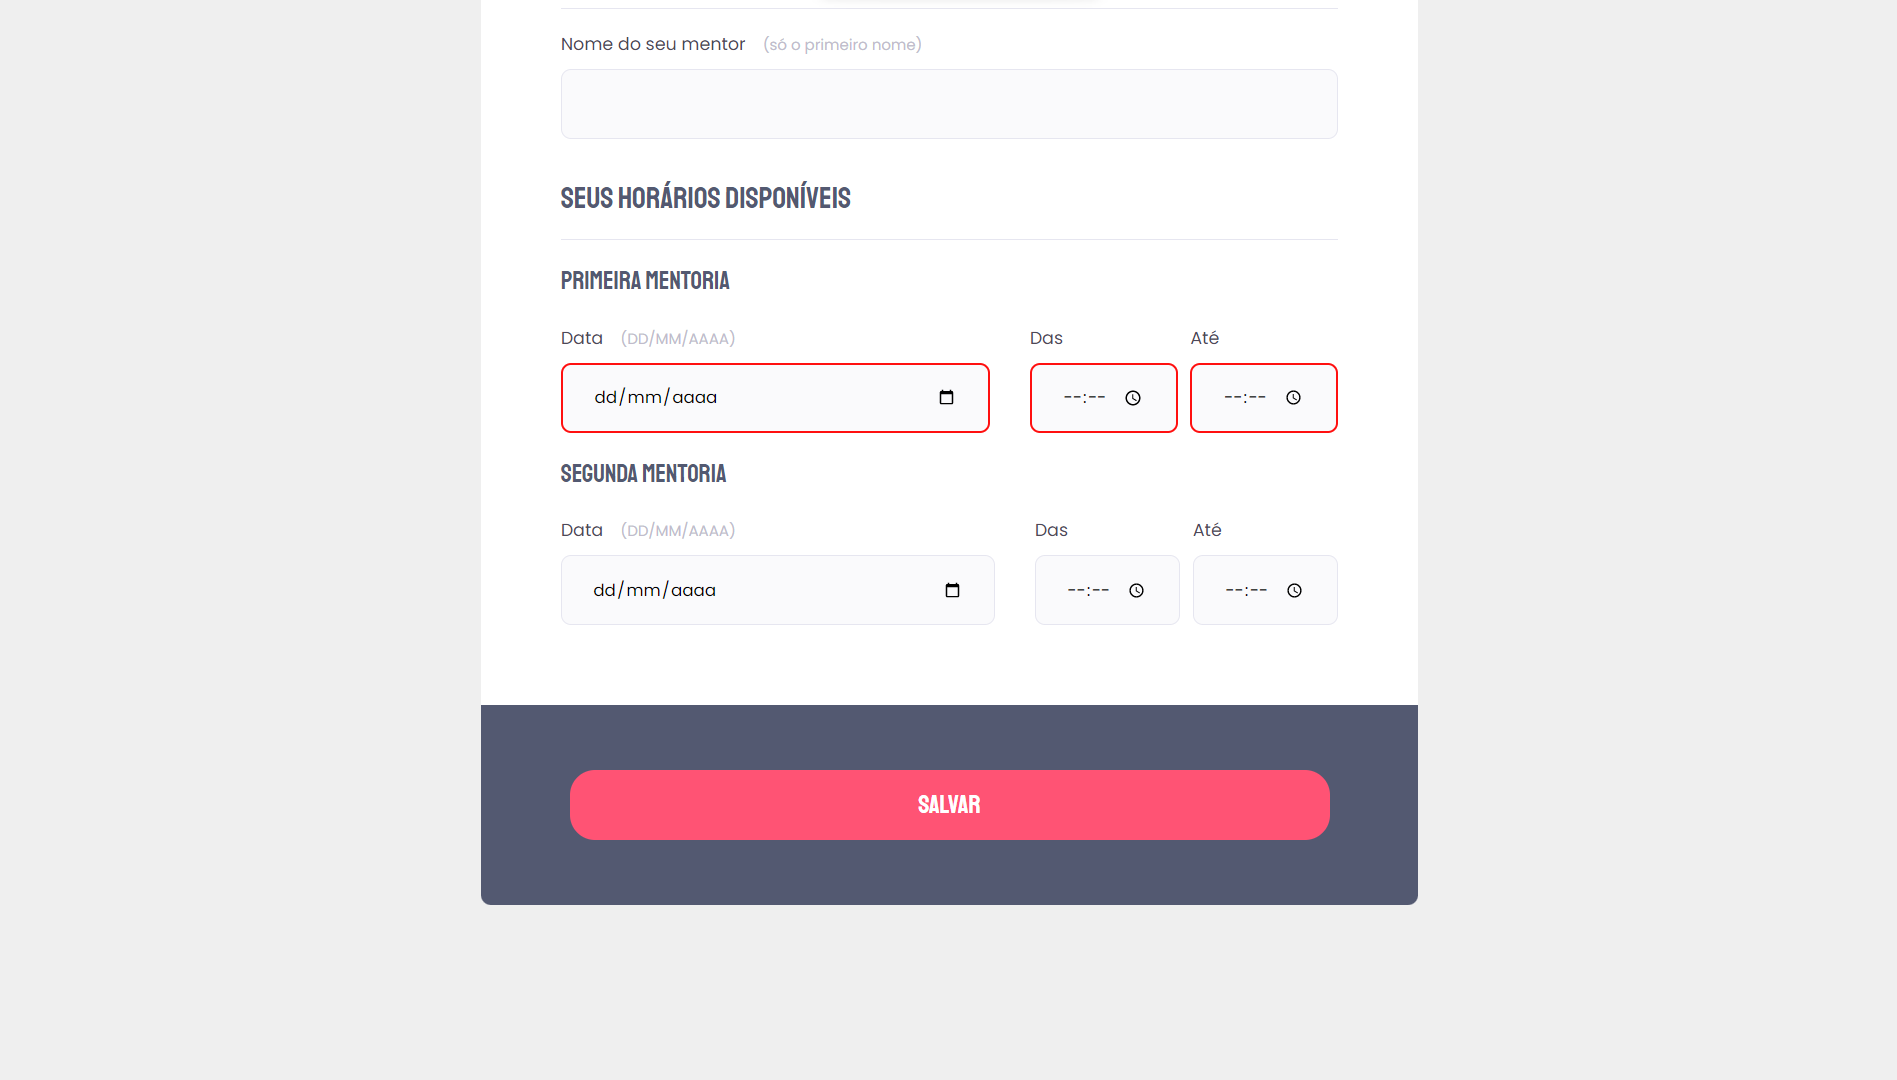 Nome do seu mentor (só o primeiro nome)
SEUS HORÁRIOS DISPONÍVEIS
PRIMEIRA MENTORIA
Data (DD/MM/AAAA) Das Até
dd/mm/aaaa --:-- --:--
SEGUNDA MENTORIA
Data (DD/MM/AAAA) Das Até
dd/mm/aaaa --:-- --:--
SALVAR